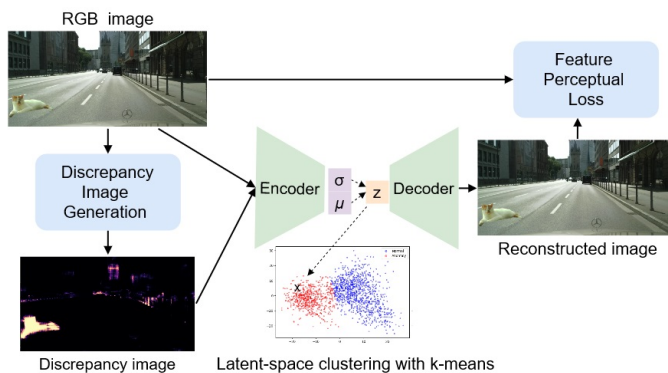 RGB image
Feature
Perceptual
Loss
Discrepancy
Image
Generation
Encoder
σ
μ
z
Decoder
Reconstructed image
x
Discrepancy image
Latent-space clustering with k-means